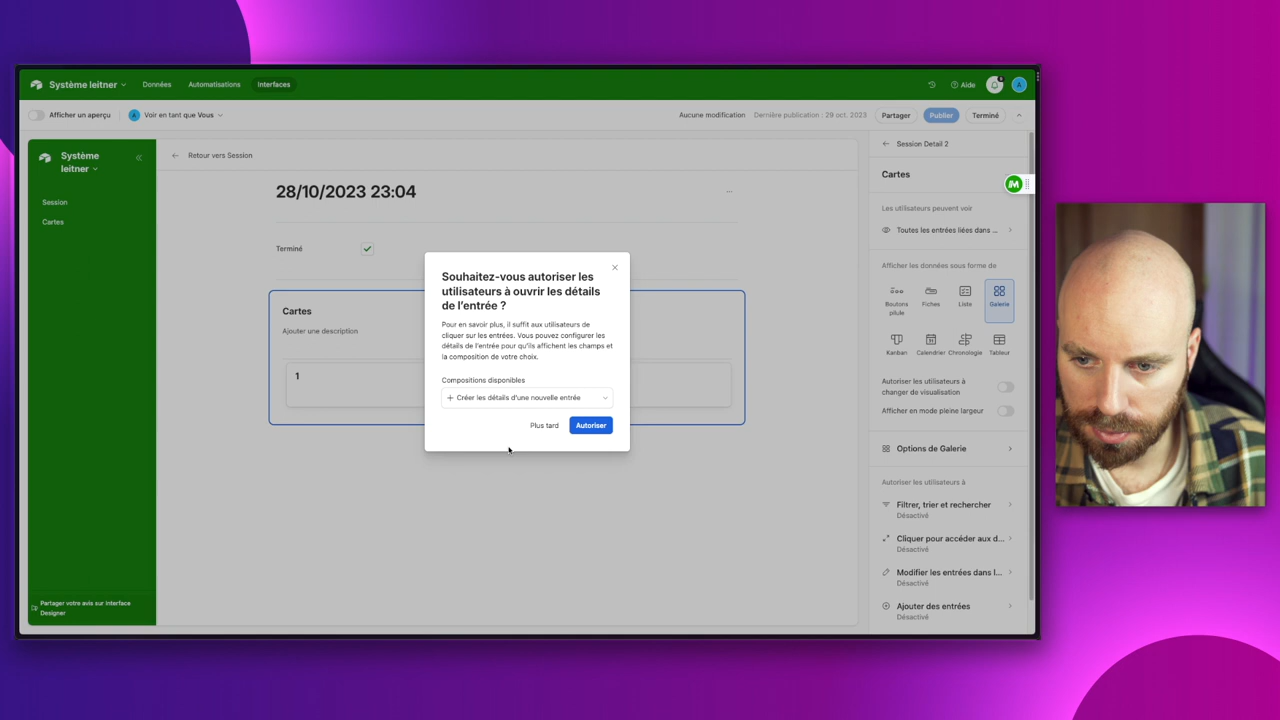 Système leitner
Données
Automatisations
Interfaces
Aide
A
Afficher un aperçu
A
Voir en tant que Vous
Aucune modification
Dernière publication : 29 oct. 2023
Partager
Publier
Terminé
Système
leitner
Session
Cartes
Partager votre avis sur Interface
Designer
Retour vers Session
28/10/2023 23:04
...
Terminé
Cartes
Ajouter une description
1
Souhaitez-vous autoriser les
utilisateurs à ouvrir les détails
de l'entrée ?
Pour en savoir plus, il suffit aux utilisateurs de
cliquer sur les entrées. Vous pouvez configurer les
détails de l'entrée pour qu'ils affichent les champs et
la composition de votre choix.
Compositions disponibles
+ Créer les détails d'une nouvelle entrée
Plus tard
Autoriser
Session Detail 2
Cartes
Les utilisateurs peuvent voir
Toutes les entrées liées dans ...
Afficher les données sous forme de
Boutons
pilule
Fiches
Liste
Galerie
Kanban
Calendrier
Chronologie
Tableur
Autoriser les utilisateurs à
changer de visualisation
Afficher en mode pleine largeur
Options de Galerie
Autoriser les utilisateurs à
Filtrer, trier et rechercher
Désactivé
Cliquer pour accéder aux d...
Désactivé
Modifier les entrées dans l...
Désactivé
Ajouter des entrées
Désactivé